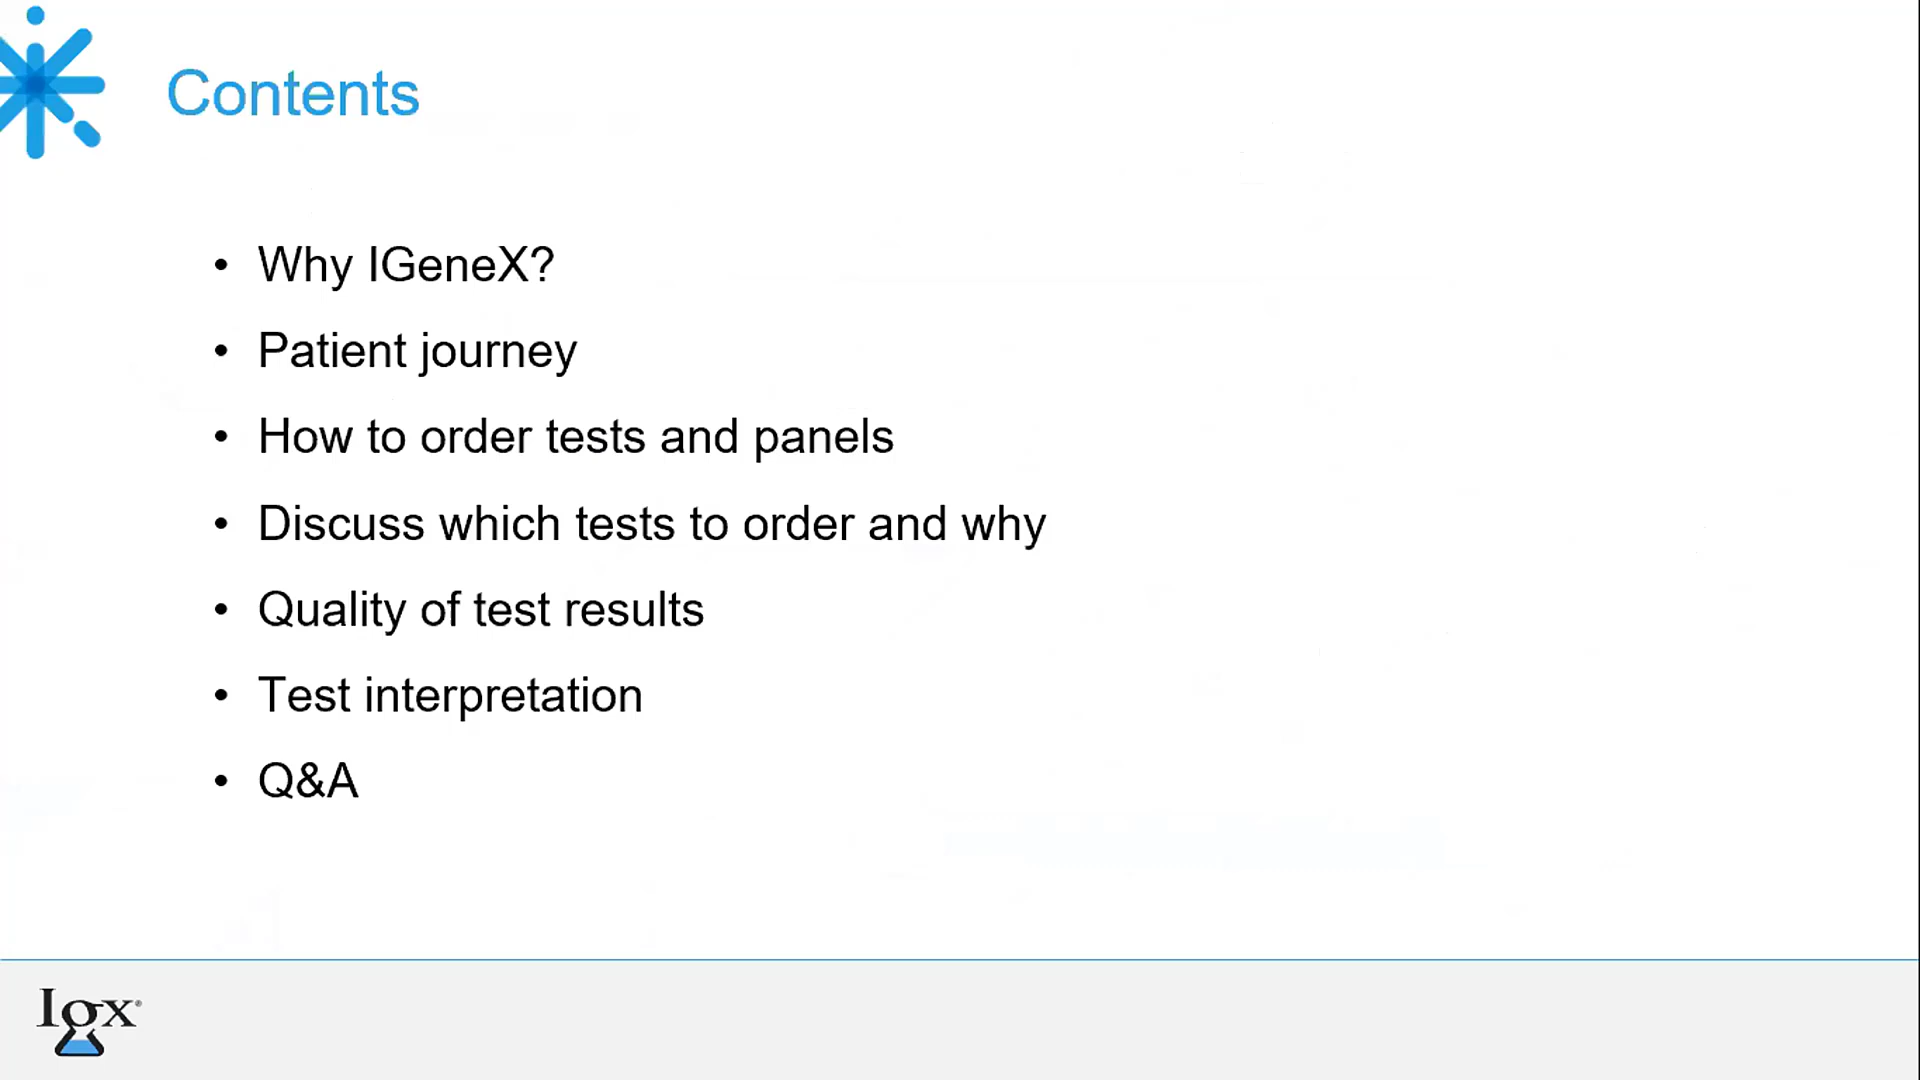 Contents
• Why IGeneX?
• Patient journey
• How to order tests and panels
• Discuss which tests to order and why
• Quality of test results
• Test interpretation
• Q&A
Igx®